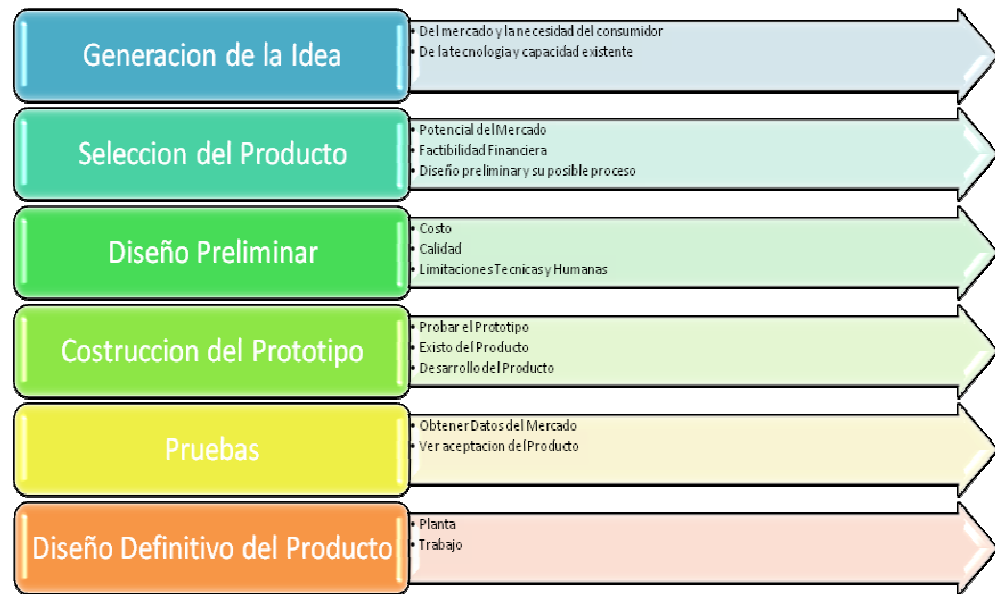 Generacion de la Idea
• Del mercado y la necesidad del consumidor
• De la tecnologia y capacidad existente
Seleccion del Producto
• Potencial del Mercado
• Factibilidad Financiera
• Diseño preliminar y su posible proceso
Diseño Preliminar
• Costo
• Calidad
• Limitaciones Tecnicas y Humanas
Costruccion del Prototipo
• Probar el Prototipo
• Existo del Producto
• Desarrollo del Producto
Pruebas
• Obtener Datos del Mercado
• Ver aceptacion del Producto
Diseño Definitivo del Producto
• Planta
• Trabajo